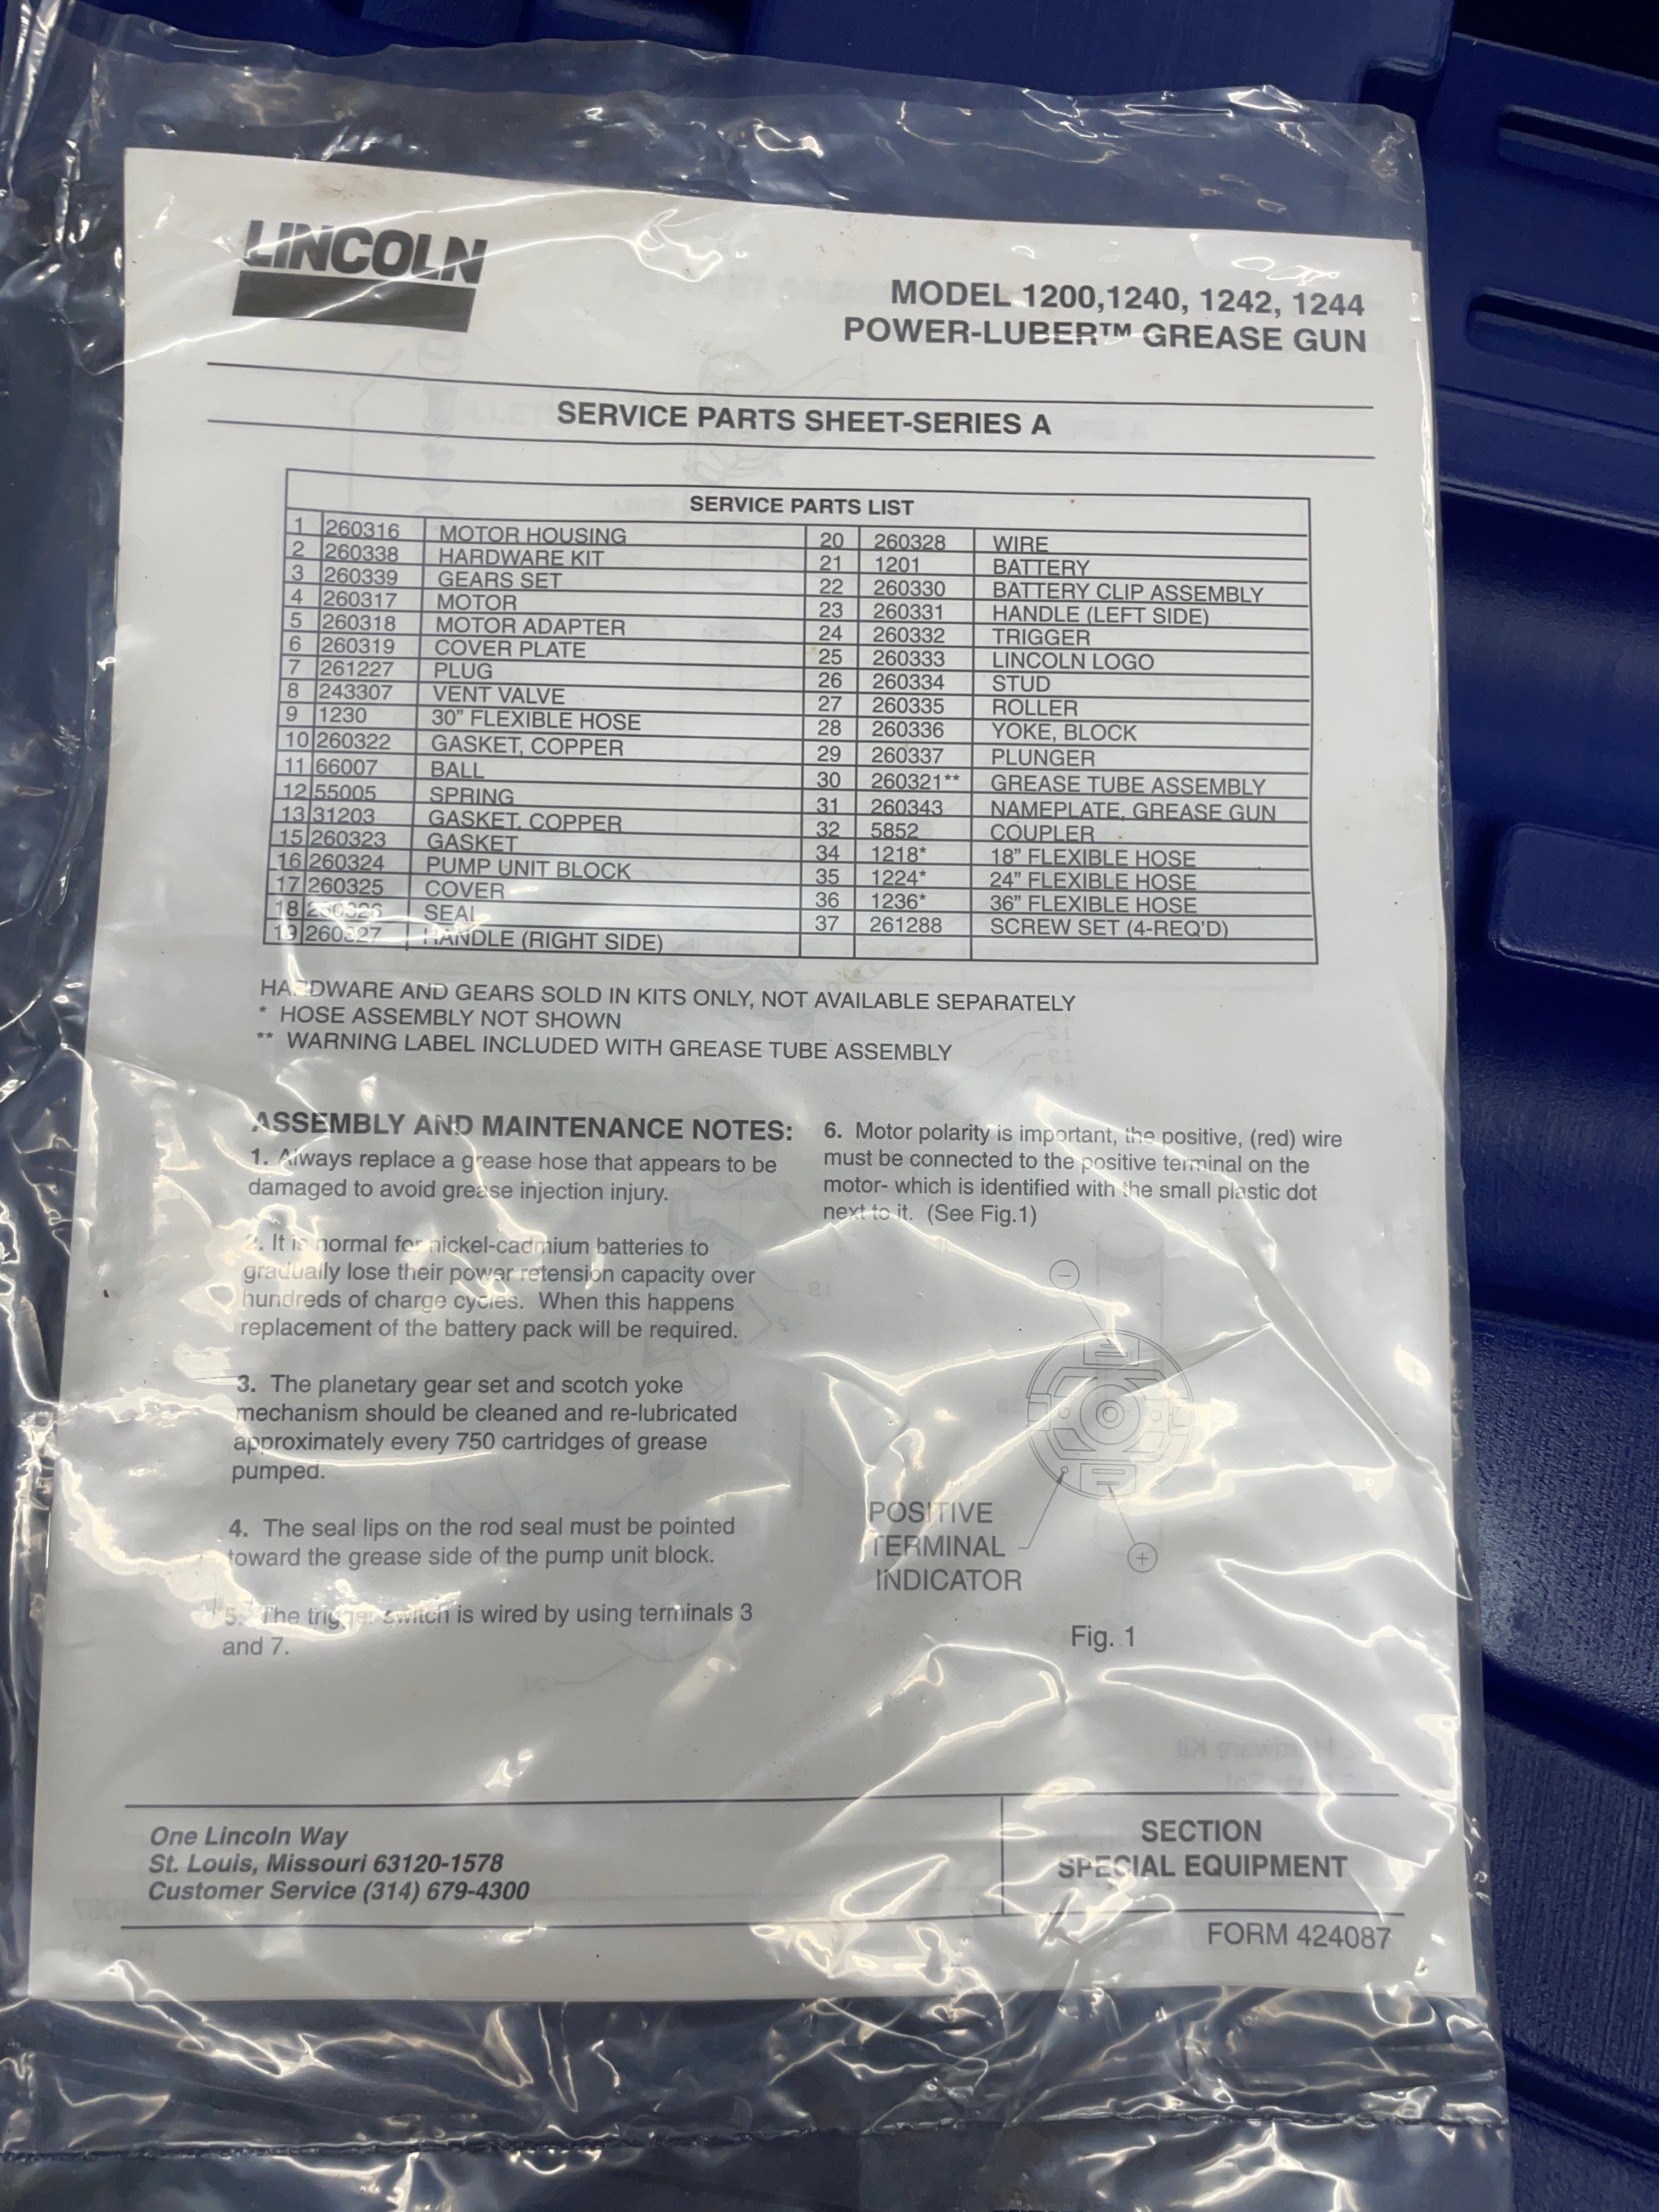 LINCOLN
MODEL 1200,1240, 1242, 1244
POWER-LUBER™ GREASE GUN
SERVICE PARTS SHEET-SERIES A
SERVICE PARTS LIST
1 260316 MOTOR HOUSING 20 260328 WIRE
2 260338 HARDWARE KIT 21 1201 BATTERY
3 260339 GEARS SET 22 260330 BATTERY CLIP ASSEMBLY
4 260317 MOTOR 23 260331 HANDLE (LEFT SIDE)
5 260318 MOTOR ADAPTER 24 260332 TRIGGER
6 260319 COVER PLATE 25 260333 LINCOLN LOGO
7 261227 PLUG 26 260334 STUD
8 243307 VENT VALVE 27 260335 ROLLER
9 1230 30” FLEXIBLE HOSE 28 260336 YOKE, BLOCK
10 260322 GASKET, COPPER 29 260337 PLUNGER
11 66007 BALL 30 260321** GREASE TUBE ASSEMBLY
12 55005 SPRING 31 260343 NAMEPLATE, GREASE GUN
13 31203 GASKET, COPPER 32 5852 COUPLER
15 260323 GASKET 34 1218* 18” FLEXIBLE HOSE
16 260324 PUMP UNIT BLOCK 35 1224* 24” FLEXIBLE HOSE
17 260325 COVER 36 1236* 36” FLEXIBLE HOSE
18 260326 SEAL 37 261288 SCREW SET (4-REQ'D)
19 260327 HANDLE (RIGHT SIDE)
HARDWARE AND GEARS SOLD IN KITS ONLY, NOT AVAILABLE SEPARATELY
* HOSE ASSEMBLY NOT SHOWN
** WARNING LABEL INCLUDED WITH GREASE TUBE ASSEMBLY
ASSEMBLY AND MAINTENANCE NOTES:
1. Always replace a grease hose that appears to be
damaged to avoid grease injection injury.
2. It is normal for nickel-cadmium batteries to
gradually lose their power retension capacity over
hundreds of charge cycles. When this happens
replacement of the battery pack will be required.
3. The planetary gear set and scotch yoke
mechanism should be cleaned and re-lubricated
approximately every 750 cartridges of grease
pumped.
4. The seal lips on the rod seal must be pointed
toward the grease side of the pump unit block.
5. The trigger switch is wired by using terminals 3
and 7.
6. Motor polarity is important, the positive, (red) wire
must be connected to the positive terminal on the
motor- which is identified with the small plastic dot
next to it. (See Fig.1)
−
POSITIVE
TERMINAL
INDICATOR
+
Fig. 1
One Lincoln Way
St. Louis, Missouri 63120-1578
Customer Service (314) 679-4300
SECTION
SPECIAL EQUIPMENT
FORM 424087